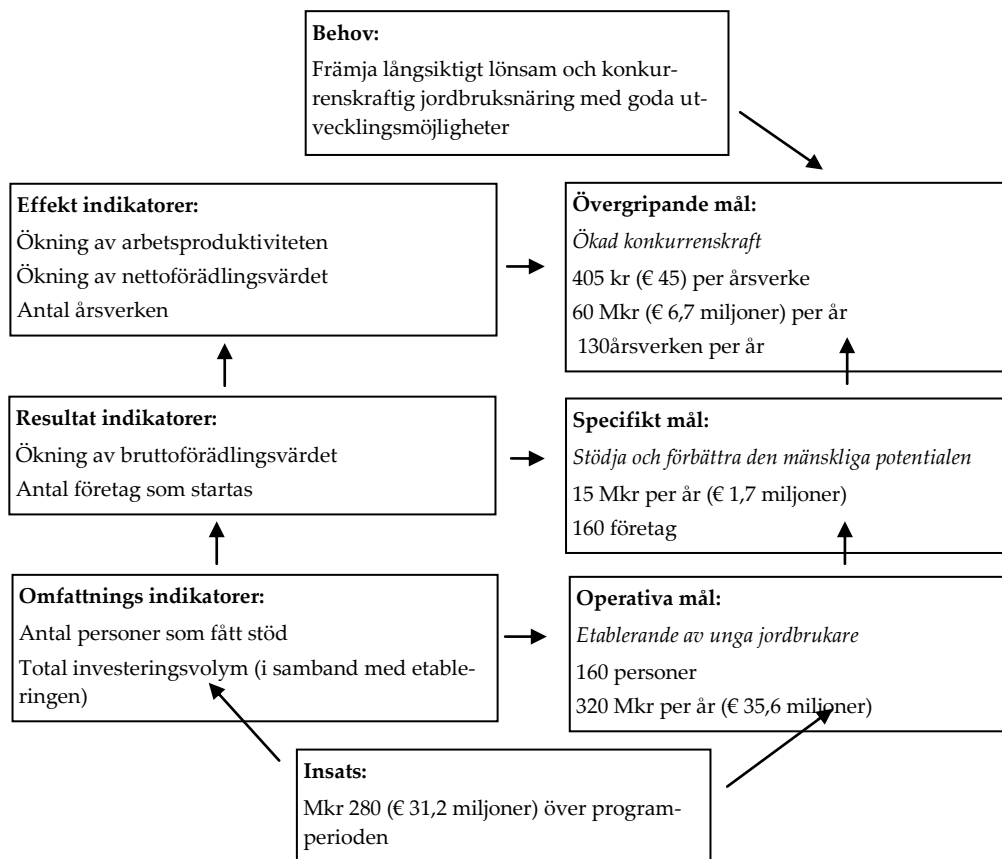 Behov:
Främja långsiktigt lönsam och konkur-
renskraftig jordbruksnäring med goda ut-
vecklingsmöjligheter
Effekt indikatorer:
Ökning av arbetsproduktiviteten
Ökning av nettoförädlingsvärdet
Antal årsverken
Övergripande mål:
Ökad konkurrenskraft
405 kr (€ 45) per årsverke
60 Mkr (€ 6,7 miljoner) per år
130årsverken per år
Resultat indikatorer:
Ökning av bruttoförädlingsvärdet
Antal företag som startas
Specifikt mål:
Stödja och förbättra den mänskliga potentialen
15 Mkr per år (€ 1,7 miljoner)
160 företag
Omfattnings indikatorer:
Antal personer som fått stöd
Total investeringsvolym (i samband med etable-
ringen)
Operativa mål:
Etablerande av unga jordbrukare
160 personer
320 Mkr per år (€ 35,6 miljoner)
Insats:
Mkr 280 (€ 31,2 miljoner) över program-
perioden